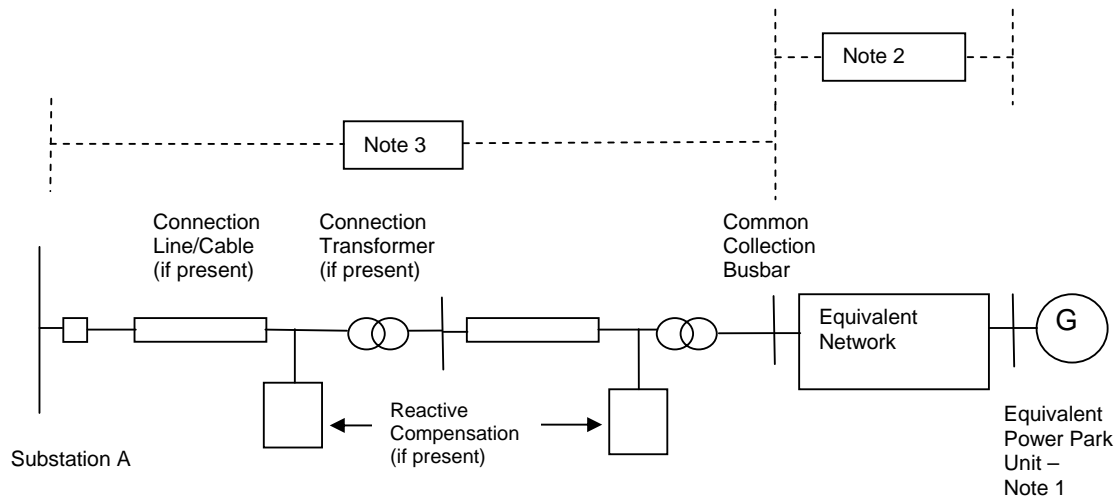 Note 2
Note 3
Connection
Line/Cable
(if present)
Connection
Transformer
(if present)
Common
Collection
Busbar
Equivalent
Network
G
Reactive
Compensation
(if present)
Substation A
Equivalent
Power Park
Unit –
Note 1